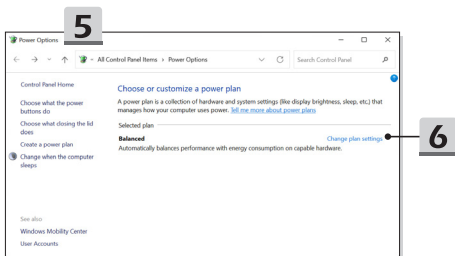 5
Power Options
All Control Panel Items › Power Options
Search Control Panel
Control Panel Home
Choose what the power
buttons do
Choose what closing the lid
does
Create a power plan
Change when the computer
sleeps
See also
Windows Mobility Center
User Accounts
Choose or customize a power plan
A power plan is a collection of hardware and system settings (like display brightness, sleep, etc.) that
manages how your computer uses power. Tell me more about power plans
Selected plan
Balanced
Change plan settings
Automatically balances performance with energy consumption on capable hardware.
6